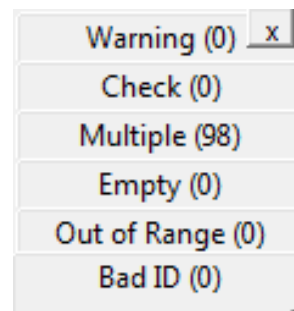 Warning (0) x
Check (0)
Multiple (98)
Empty (0)
Out of Range (0)
Bad ID (0)